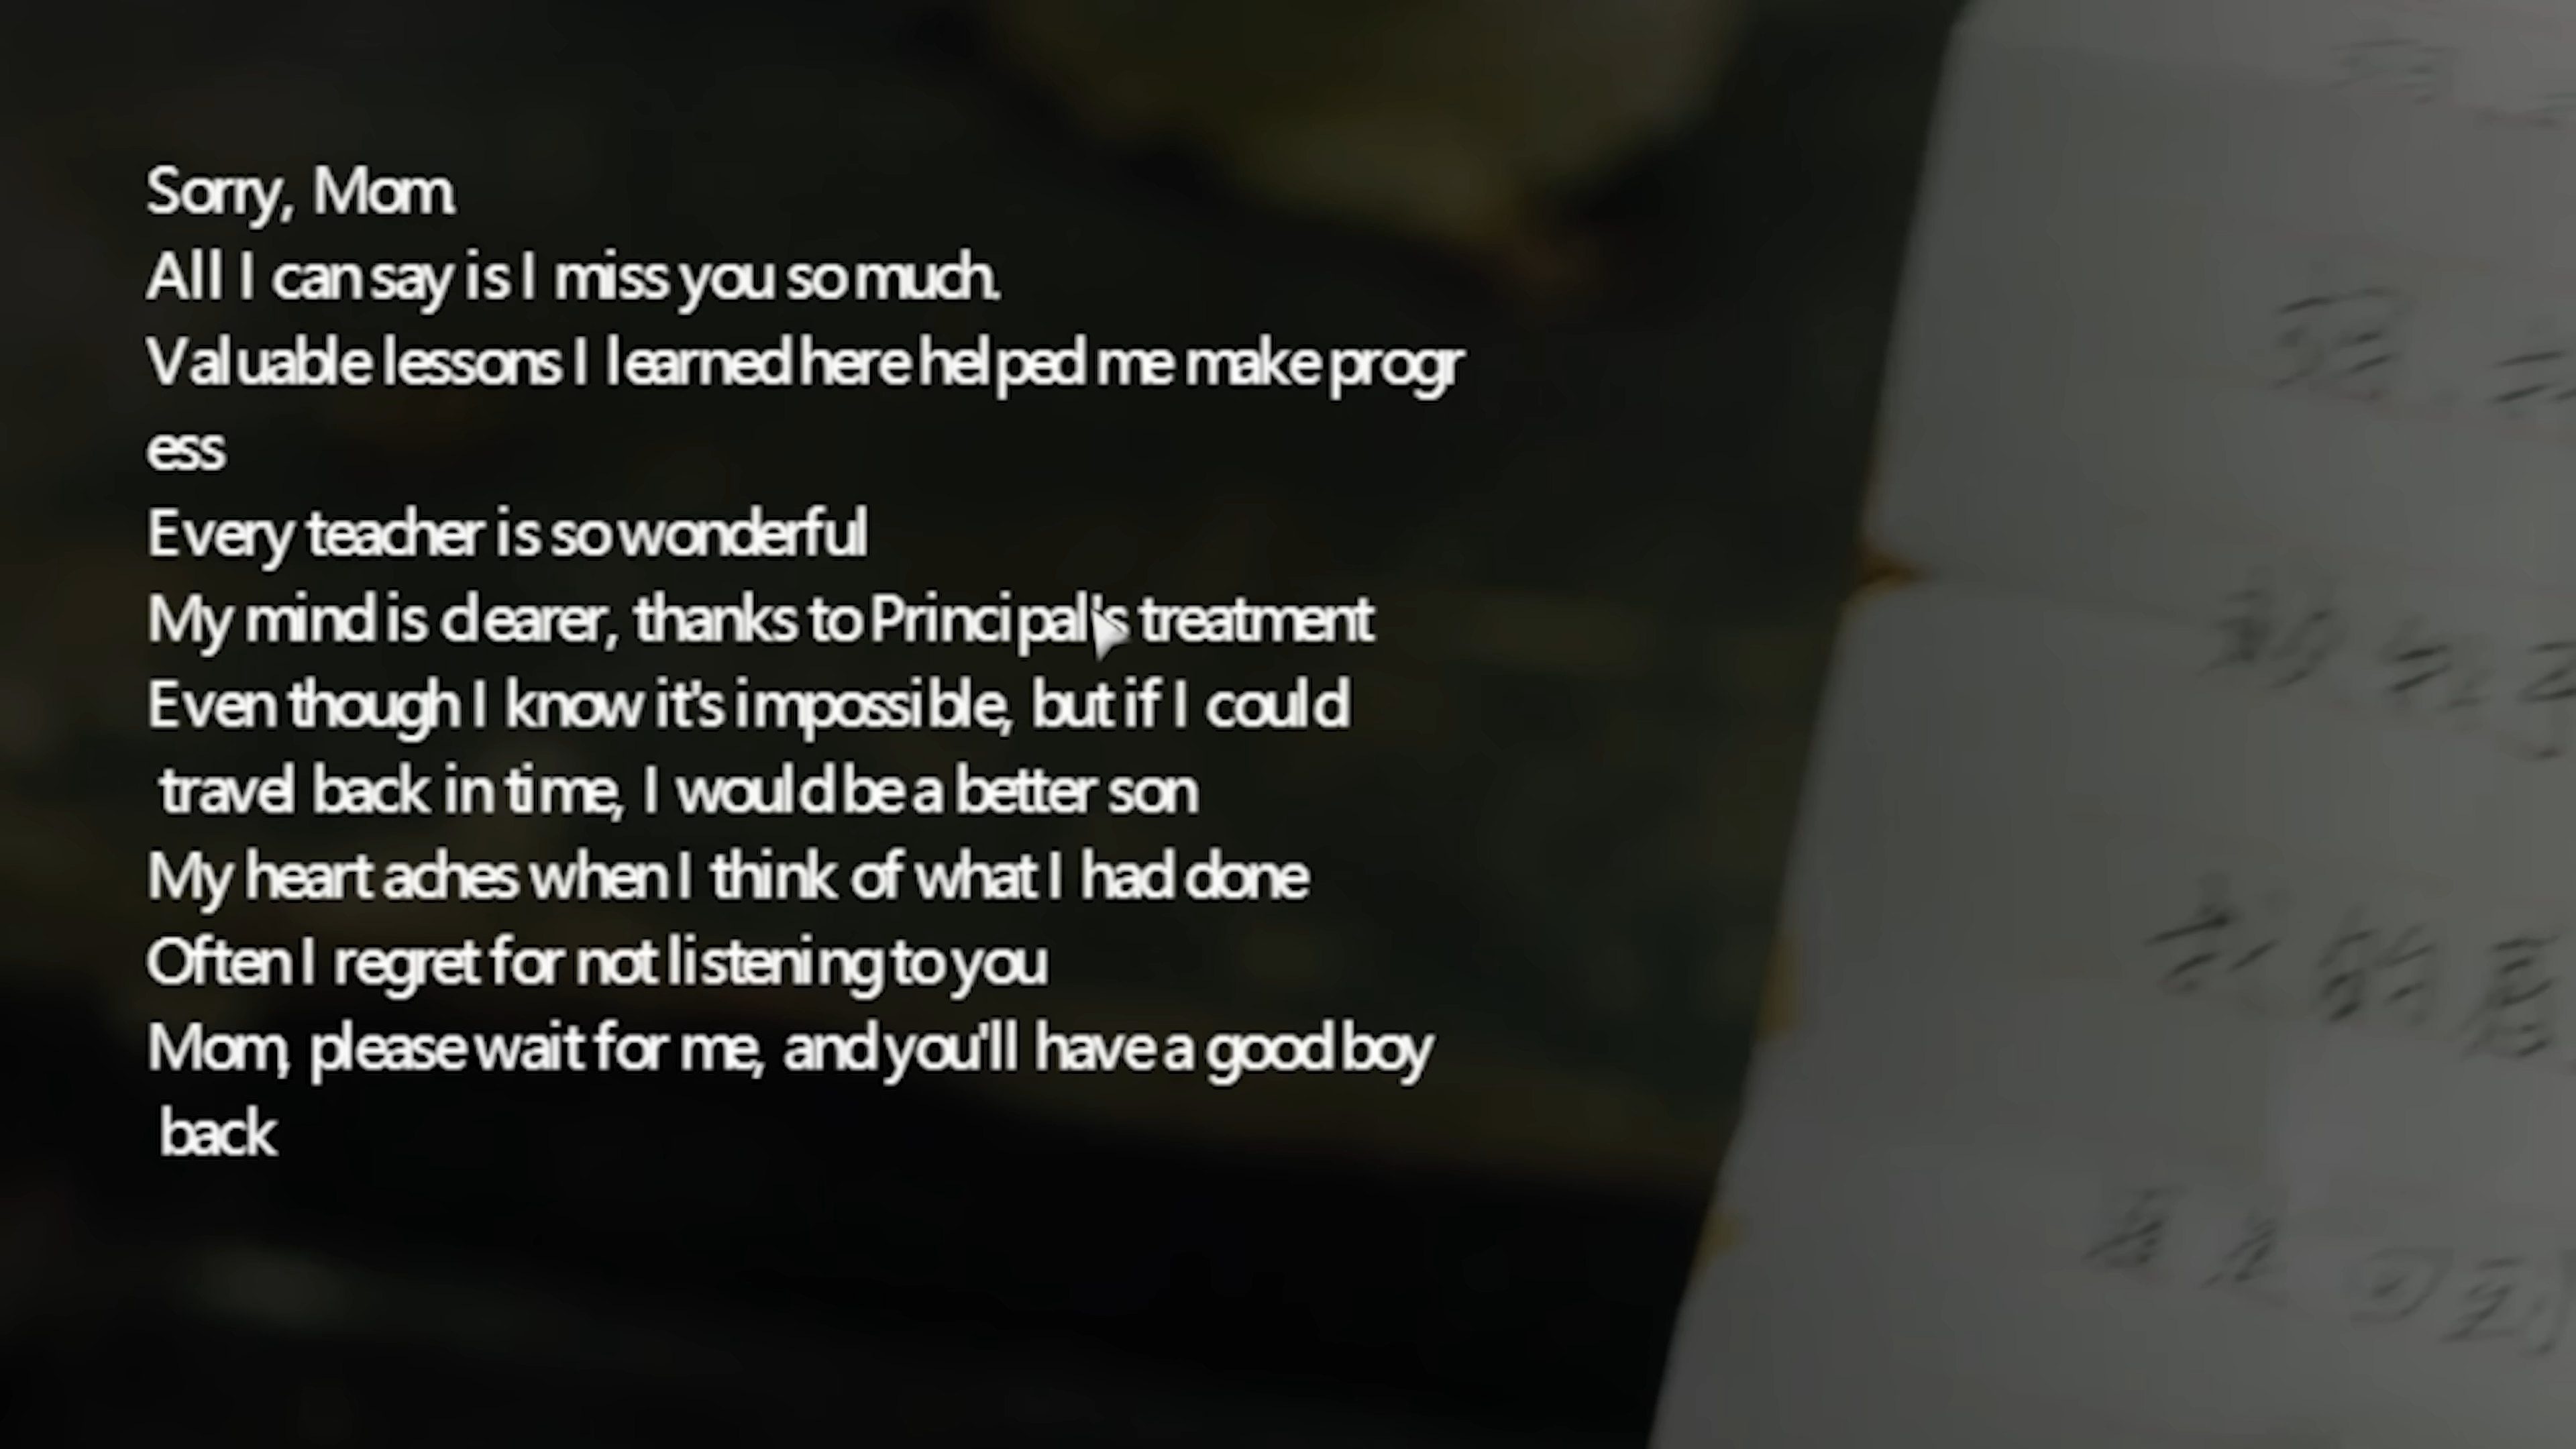 Sorry, Mom.
All I can say is I miss you so much.
Valuable lessons I learned here helped me make progr
ess
Every teacher is so wonderful
My mind is clearer, thanks to Principal's treatment
Even though I know it's impossible, but if I could
travel back in time, I would be a better son
My heart aches when I think of what I had done
Often I regret for not listening to you
Mom, please wait for me, and you'll have a good boy
back
我的
回到